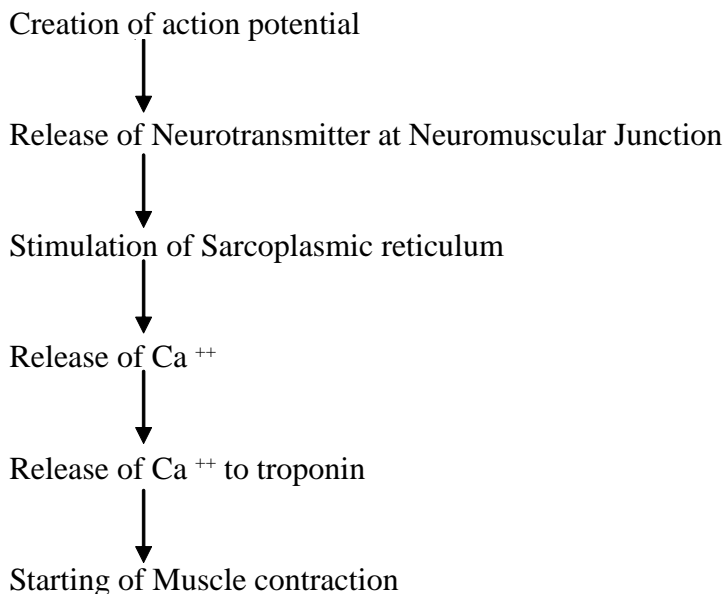 Creation of action potential
Release of Neurotransmitter at Neuromuscular Junction
Stimulation of Sarcoplasmic reticulum
Release of Ca ++
Release of Ca ++ to troponin
Starting of Muscle contraction